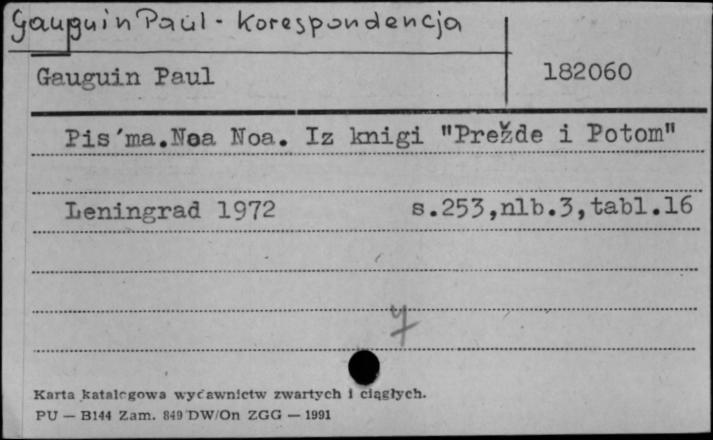 Gauguin Paul - Korespondencja
Gauguin Paul 182060
Pis'ma.Noa Noa. Iz knigi "Prežde i Potom"
Leningrad 1972 s.253,nlb.3,tabl.16
Karta katalogowa wydawnictw zwartych i ciągłych.
PU — B144 Zam. 849 DW/On ZGG — 1991